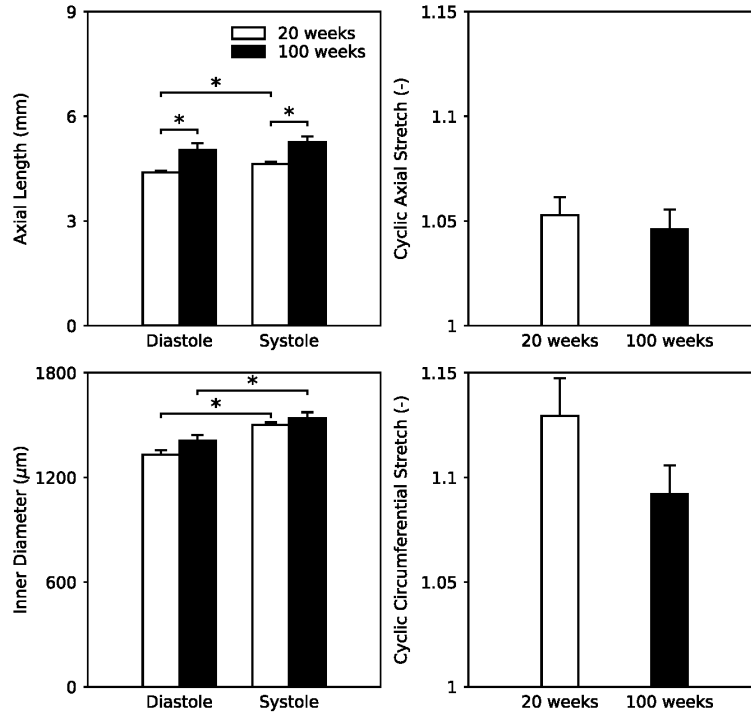 9
6
3
0
Axial Length (mm)
20 weeks
100 weeks
*
*
*
Diastole Systole
1.15
1.1
1.05
1
Cyclic Axial Stretch (-)
20 weeks 100 weeks
1800
1200
600
0
Inner Diameter (μm)
*
*
Diastole Systole
1.15
1.1
1.05
1
Cyclic Circumferential Stretch (-)
20 weeks 100 weeks